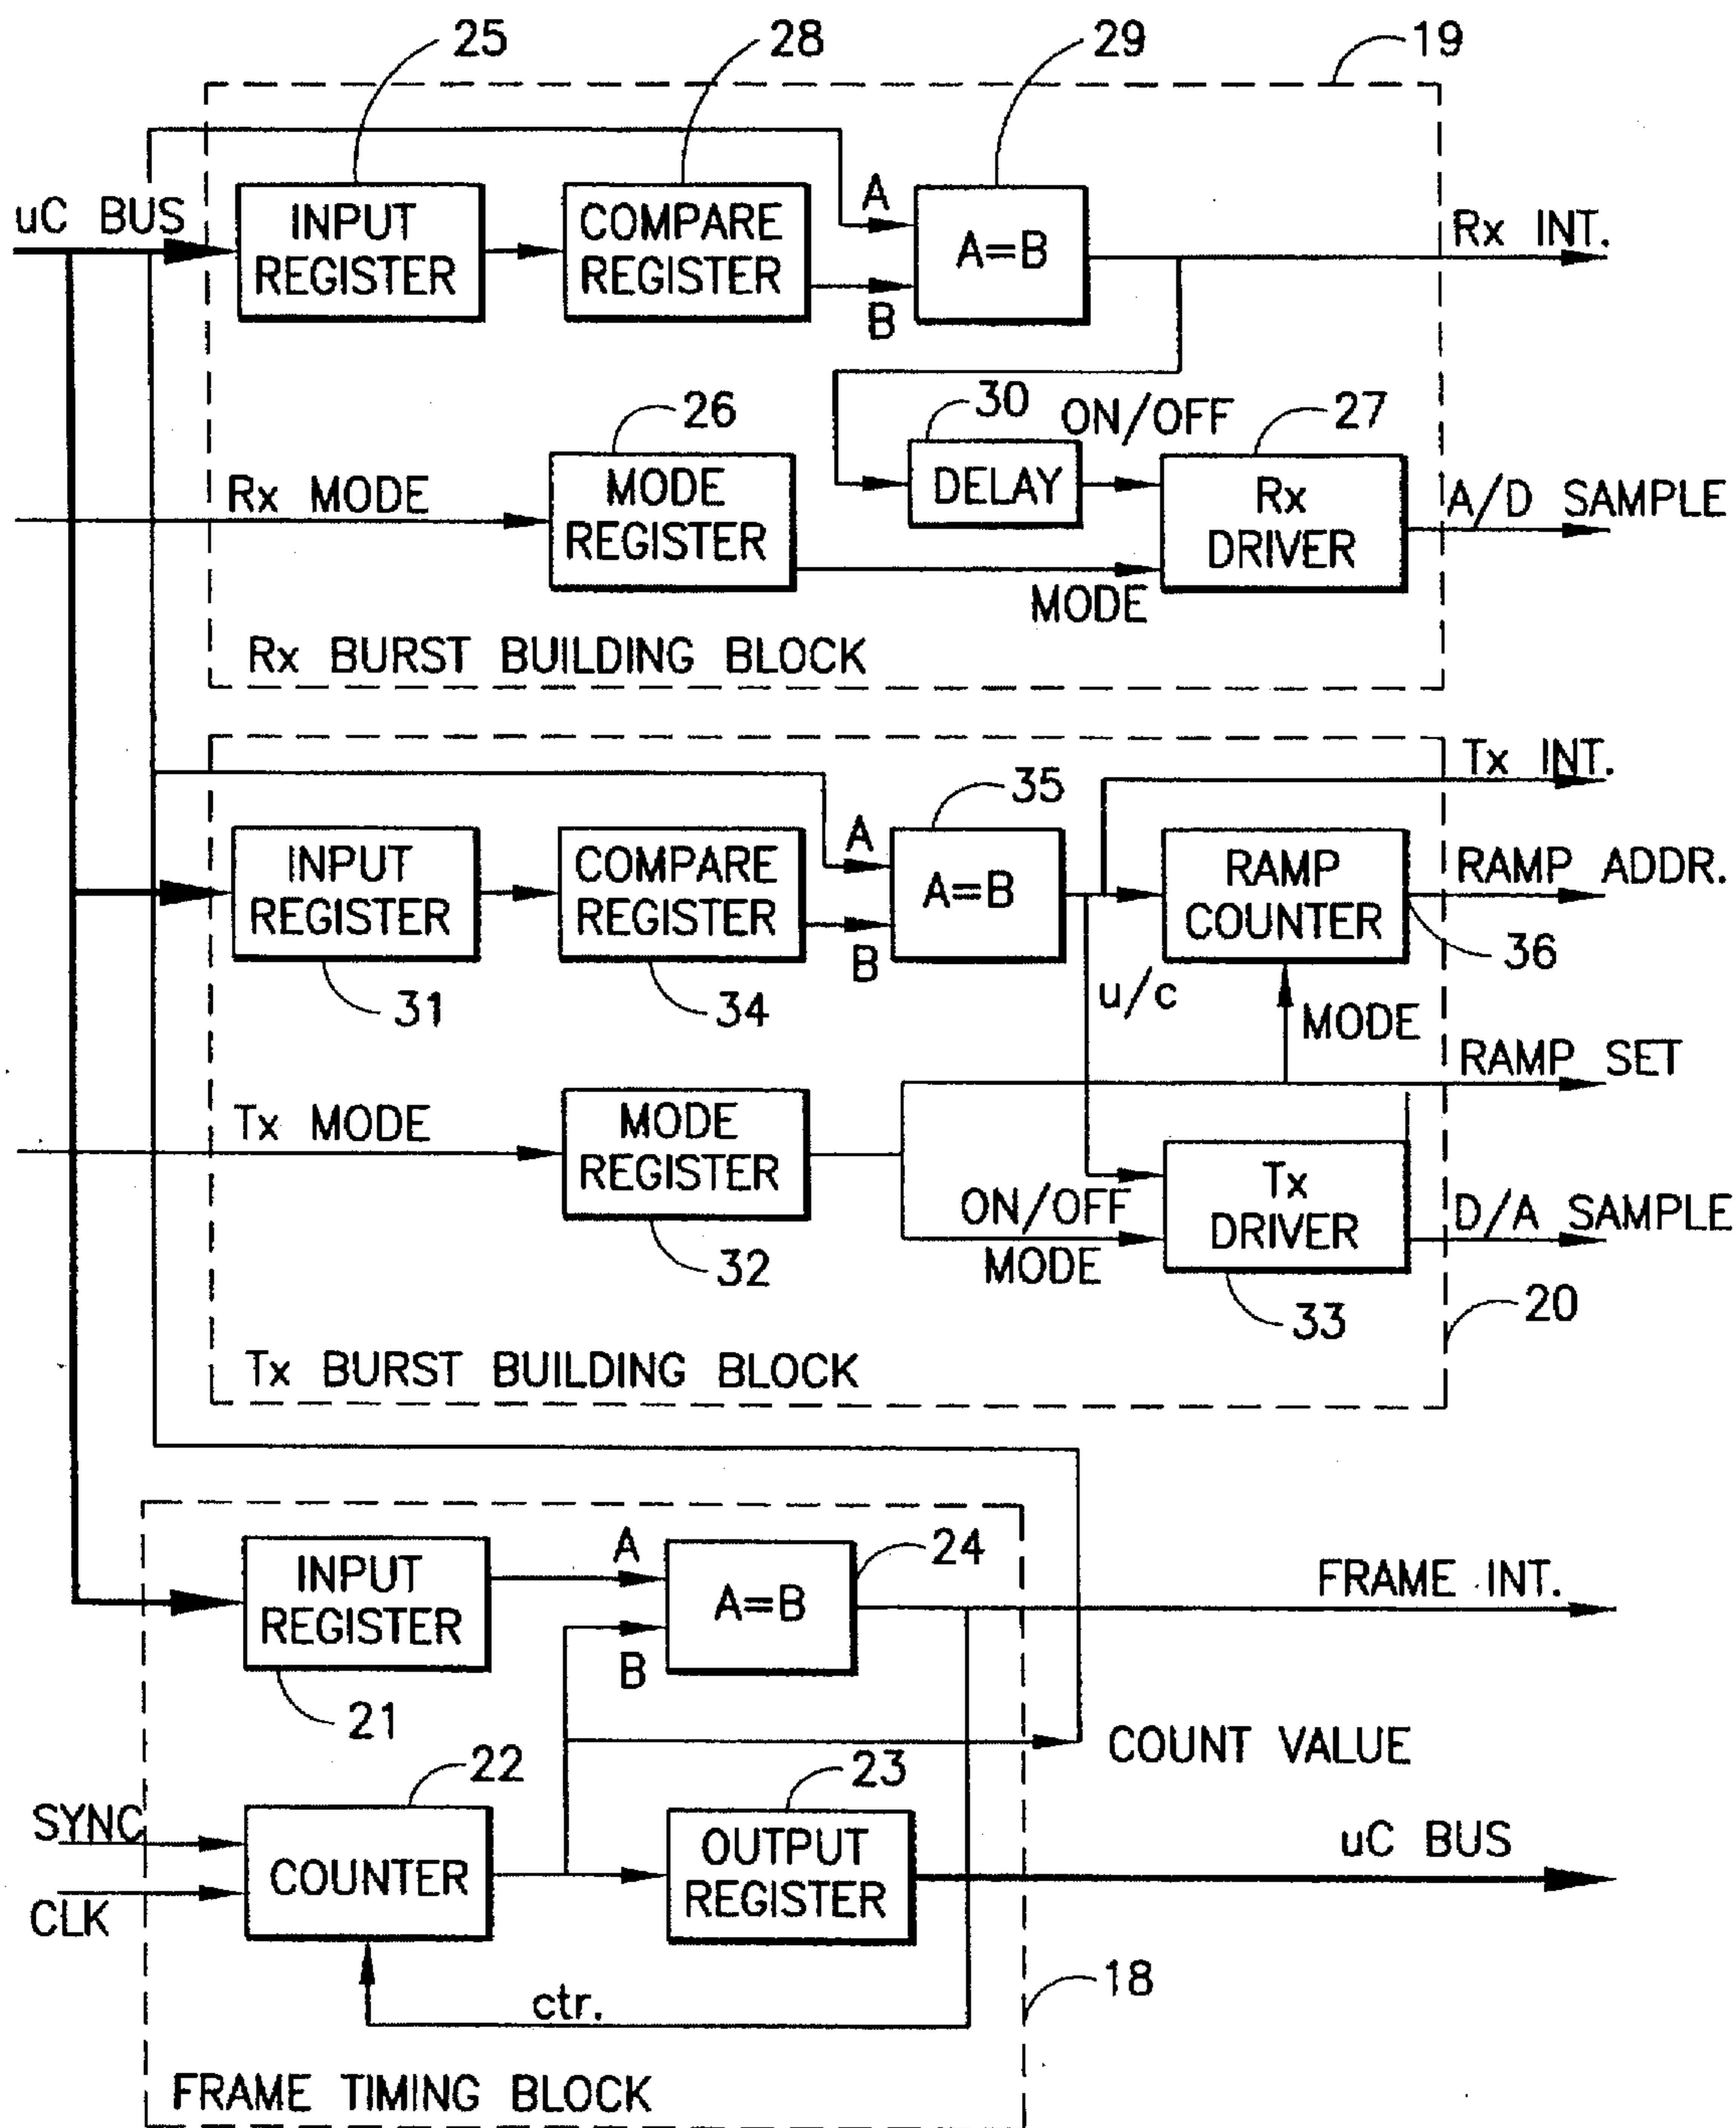 25
28
29
19
uC BUS
INPUT
REGISTER
COMPARE
REGISTER
A
B
A=B
Rx INT.
26
30
ON/OFF
27
Rx MODE
MODE
REGISTER
DELAY
Rx
DRIVER
A/D SAMPLE
MODE
Rx BURST BUILDING BLOCK
Tx INT.
35
INPUT
REGISTER
COMPARE
REGISTER
A
B
A=B
RAMP
COUNTER
RAMP ADDR.
36
31
34
u/c
MODE
RAMP SET
Tx MODE
MODE
REGISTER
32
ON/OFF
MODE
Tx
DRIVER
D/A SAMPLE
33
20
Tx BURST BUILDING BLOCK
INPUT
REGISTER
A
B
A=B
24
FRAME INT.
21
COUNT VALUE
22
23
SYNC
CLK
COUNTER
OUTPUT
REGISTER
uC BUS
ctr.
18
FRAME TIMING BLOCK